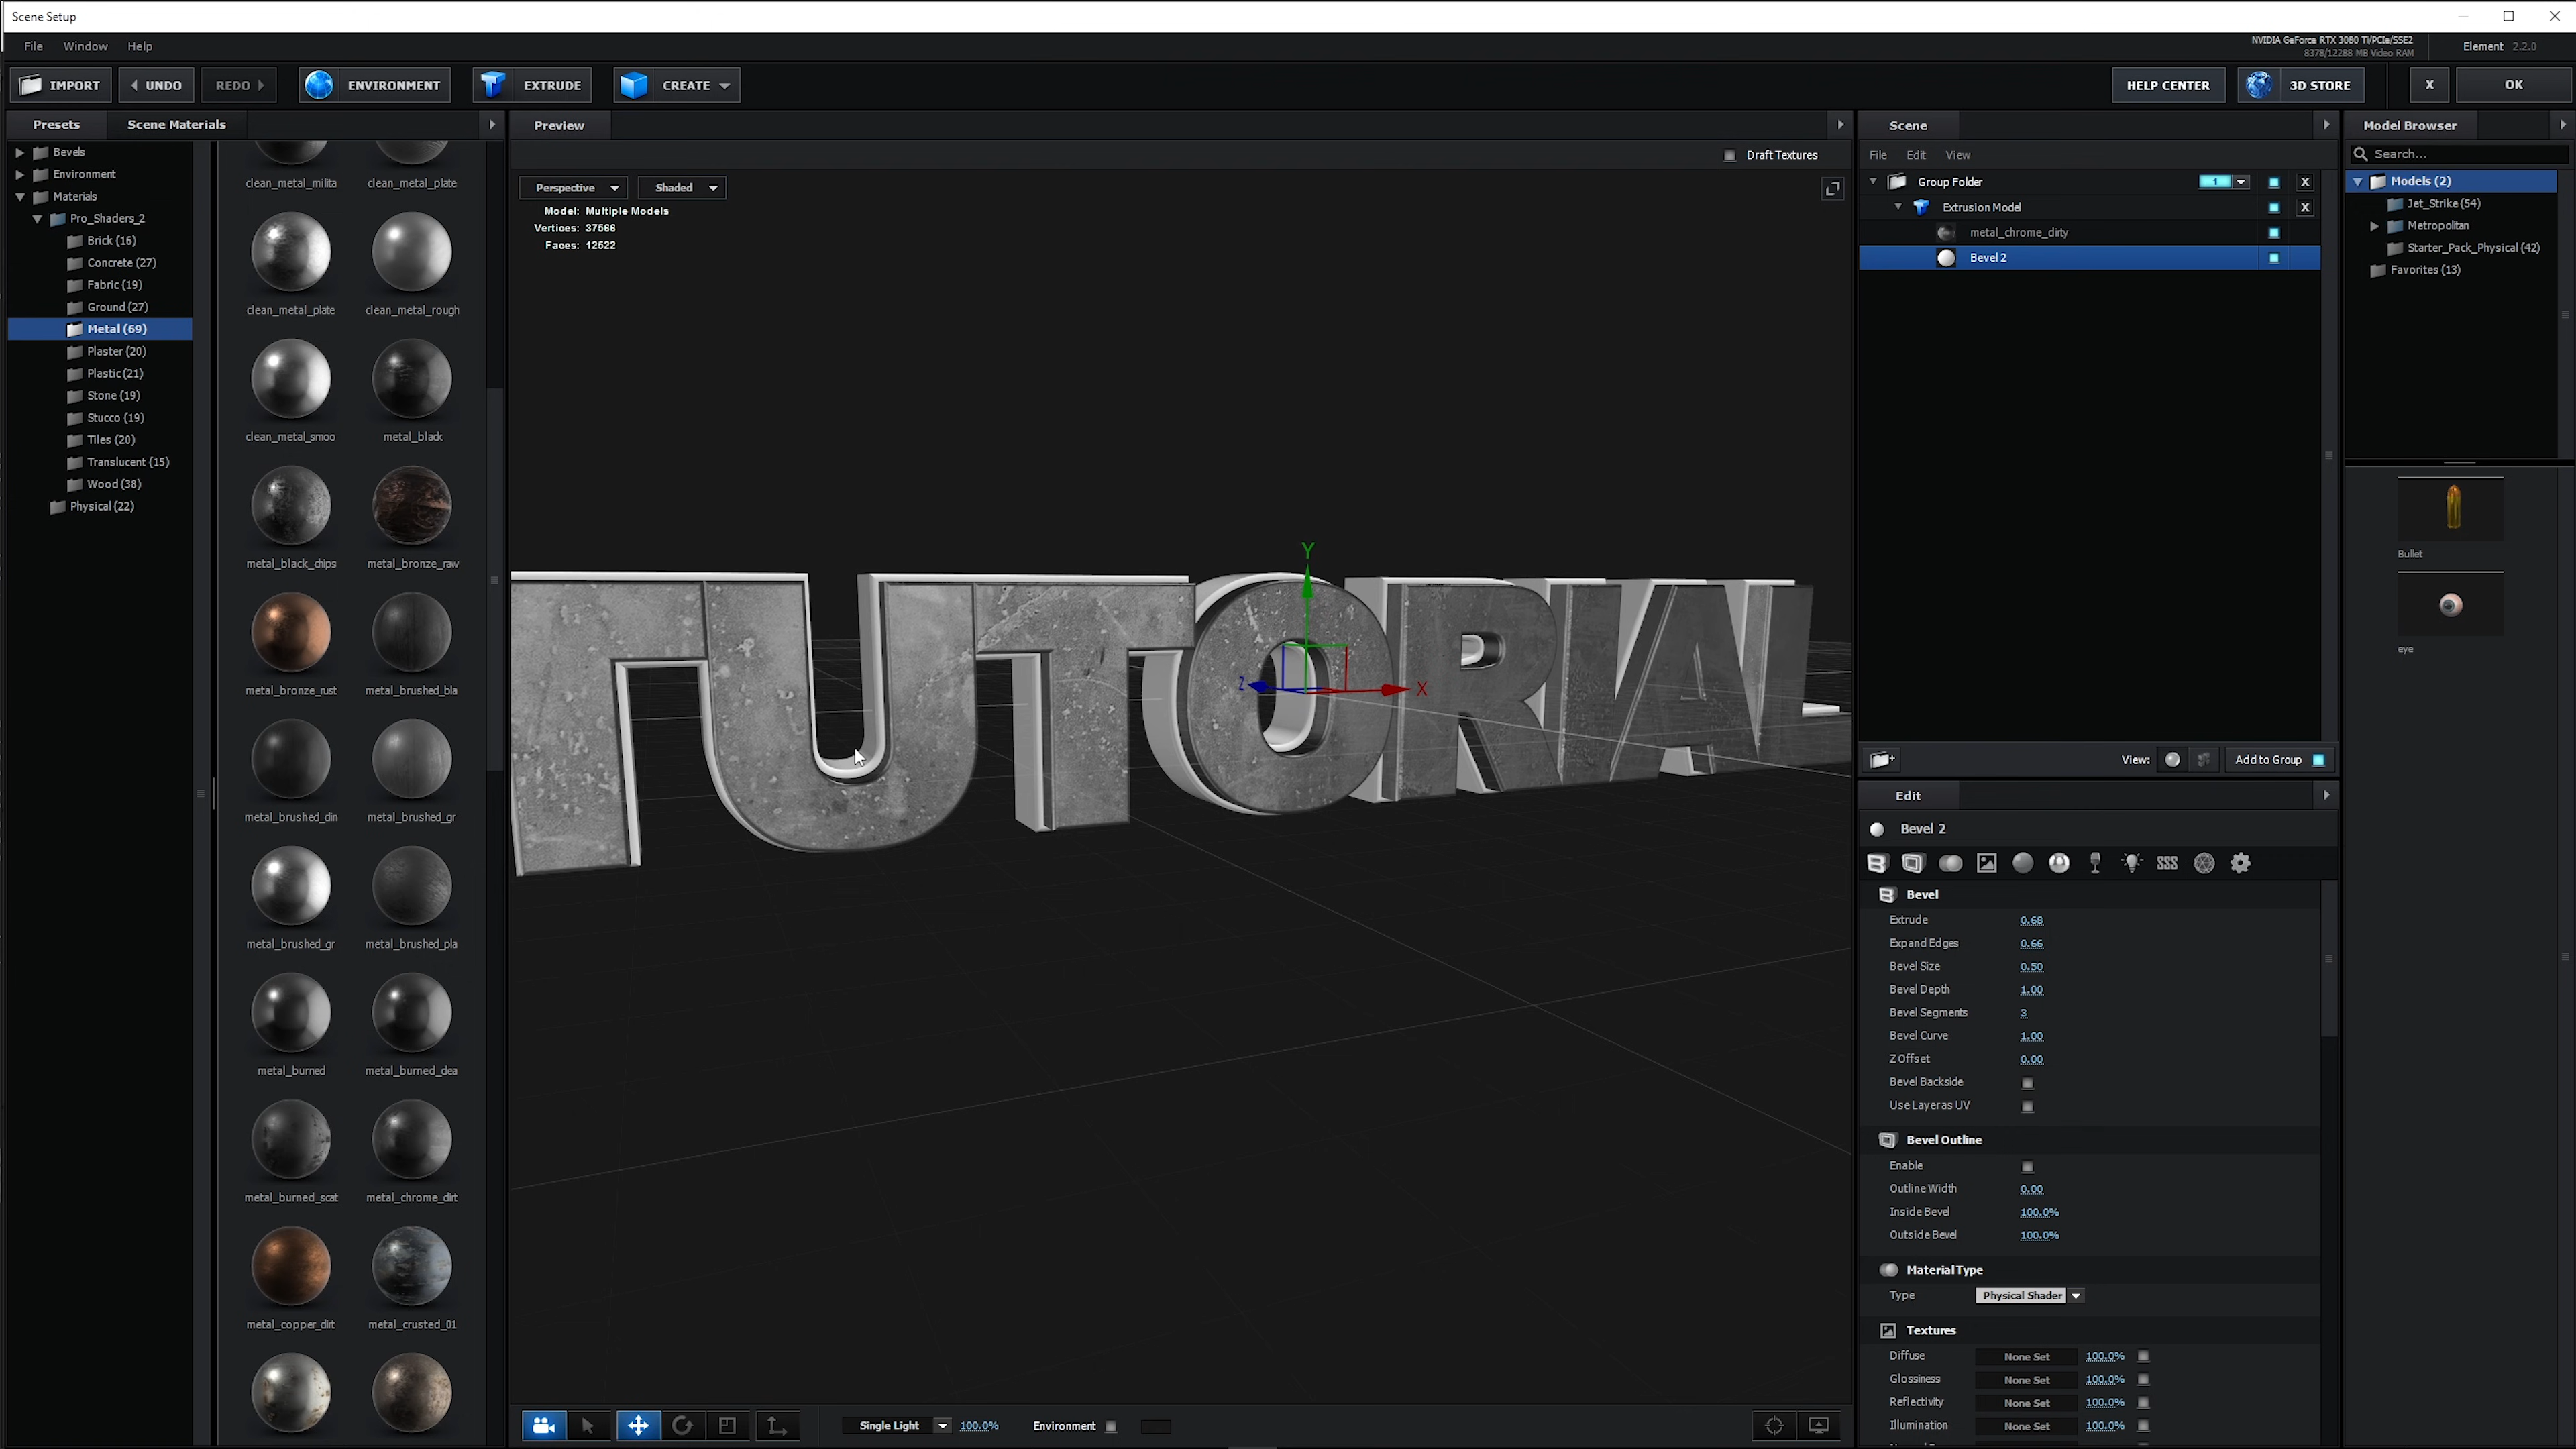 Scene Setup
File Window Help
NVIDIA GeForce RTX 3080 Ti/PCIe/SSE2
8378/12288 MB Video RAM
Element 2.2.0
IMPORT UNDO REDO ENVIRONMENT EXTRUDE CREATE HELP CENTER 3D STORE X OK
Presets Scene Materials
Bevels
Environment
Materials
Pro_Shaders_2
Brick (16)
Concrete (27)
Fabric (19)
Ground (27)
Metal (69)
Plaster (20)
Plastic (21)
Stone (19)
Stucco (19)
Tiles (20)
Translucent (15)
Wood (38)
Physical (22)
clean_metal_milita clean_metal_plate
clean_metal_plate clean_metal_rough
clean_metal_smoo metal_black
metal_black_chips metal_bronze_raw
metal_bronze_rust metal_brushed_bla
metal_brushed_din metal_brushed_gr
metal_brushed_gr metal_brushed_pla
metal_burned metal_burned_dea
metal_burned_scat metal_chrome_dirt
metal_copper_dirt metal_crusted_01
Preview
Draft Textures
Perspective Shaded
Model: Multiple Models
Vertices: 37566
Faces: 12522
Y
Z X
TUTORIAL
Single Light 100.0% Environment
Scene
File Edit View
Group Folder 1 X
Extrusion Model X
metal_chrome_dirty
Bevel 2
View: Add to Group
Edit
Bevel 2
Bevel
Extrude 0.68
Expand Edges 0.66
Bevel Size 0.50
Bevel Depth 1.00
Bevel Segments 3
Bevel Curve 1.00
Z Offset 0.00
Bevel Backside
Use Layer as UV
Bevel Outline
Enable
Outline Width 0.00
Inside Bevel 100.0%
Outside Bevel 100.0%
Material Type
Type Physical Shader
Textures
Diffuse None Set 100.0%
Glossiness None Set 100.0%
Reflectivity None Set 100.0%
Illumination None Set 100.0%
Model Browser
Search...
Models (2)
Jet_Strike (54)
Metropolitan
Starter_Pack_Physical (42)
Favorites (13)
Bullet
eye